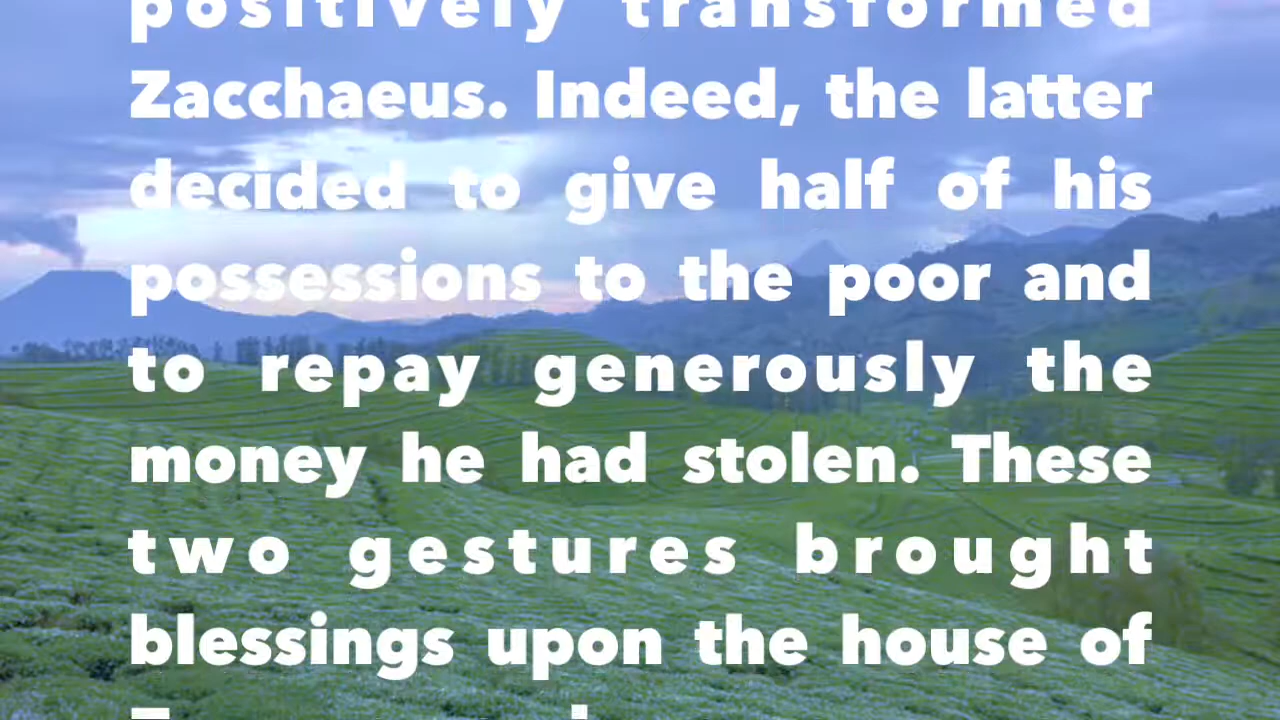 positively transformed
Zacchaeus. Indeed, the latter
decided to give half of his
possessions to the poor and
to repay generously the
money he had stolen. These
two gestures brought
blessings upon the house of